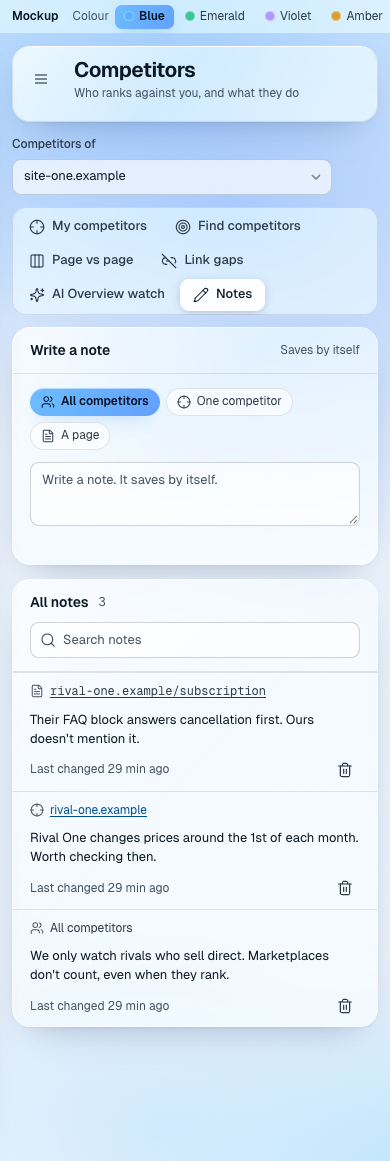 Mockup Colour Blue Emerald Violet Amber
Competitors
Who ranks against you, and what they do
Competitors of
site-one.example
My competitors Find competitors
Page vs page Link gaps
AI Overview watch Notes
Write a note Saves by itself
All competitors One competitor
A page
Write a note. It saves by itself.
All notes 3
Search notes
rival-one.example/subscription
Their FAQ block answers cancellation first. Ours
doesn't mention it.
Last changed 29 min ago
rival-one.example
Rival One changes prices around the 1st of each month.
Worth checking then.
Last changed 29 min ago
All competitors
We only watch rivals who sell direct. Marketplaces
don't count, even when they rank.
Last changed 29 min ago